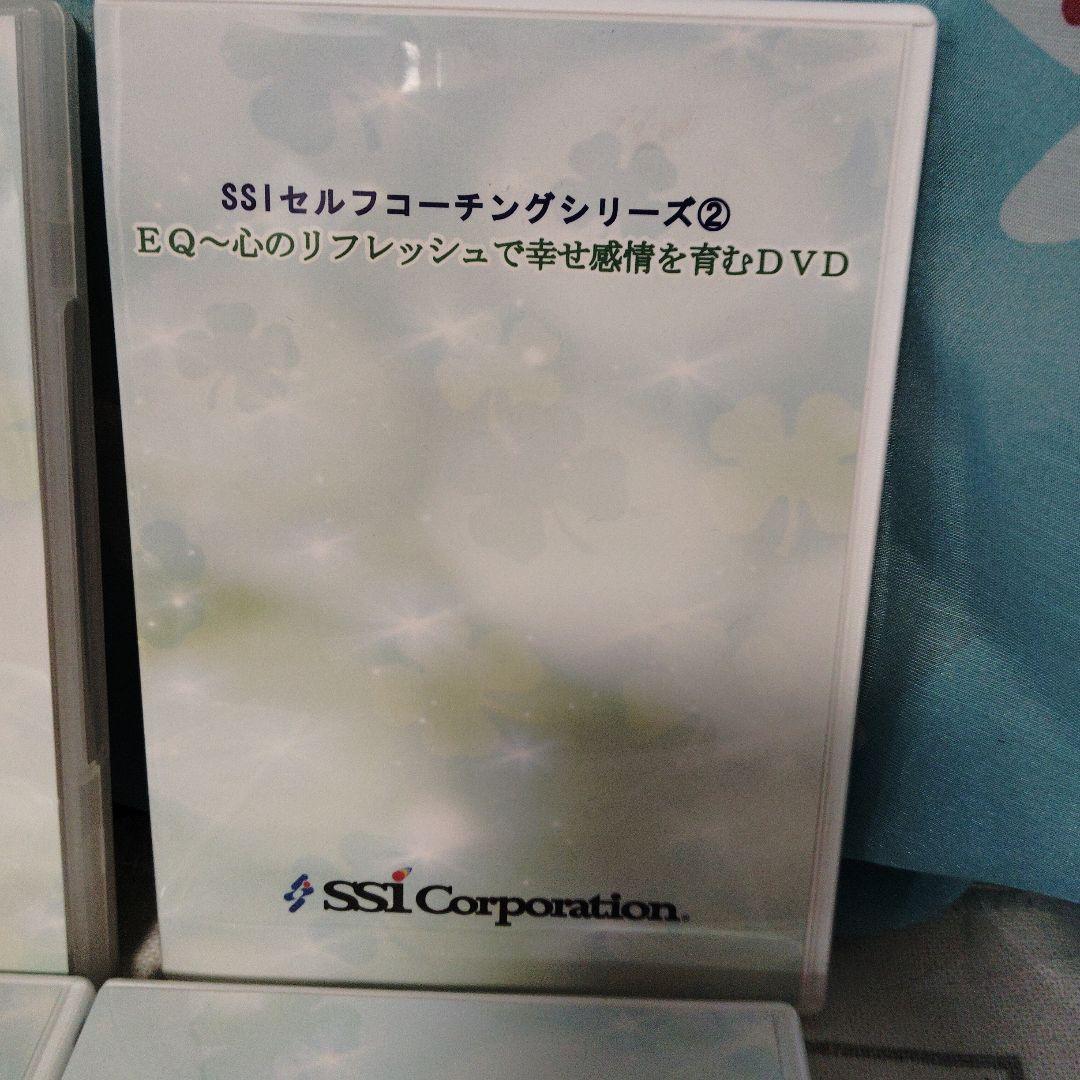 SSIセルフコーチングシリーズ②
ＥＱ～心のリフレッシュで幸せ感情を育むＤＶＤ
SSi Corporation®